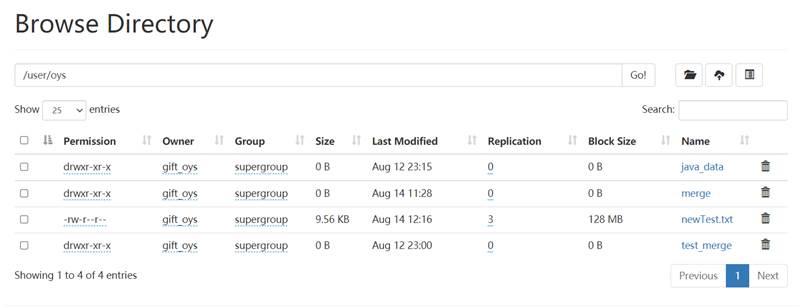 Browse Directory
/user/oys Go!
Show 25 entries Search:
Permission Owner Group Size Last Modified Replication Block Size Name
drwxr-xr-x gift_oys supergroup 0 B Aug 12 23:15 0 0 B java_data
drwxr-xr-x gift_oys supergroup 0 B Aug 14 11:28 0 0 B merge
-rw-r--r-- gift_oys supergroup 9.56 KB Aug 14 12:16 3 128 MB newTest.txt
drwxr-xr-x gift_oys supergroup 0 B Aug 12 23:00 0 0 B test_merge
Showing 1 to 4 of 4 entries Previous 1 Next